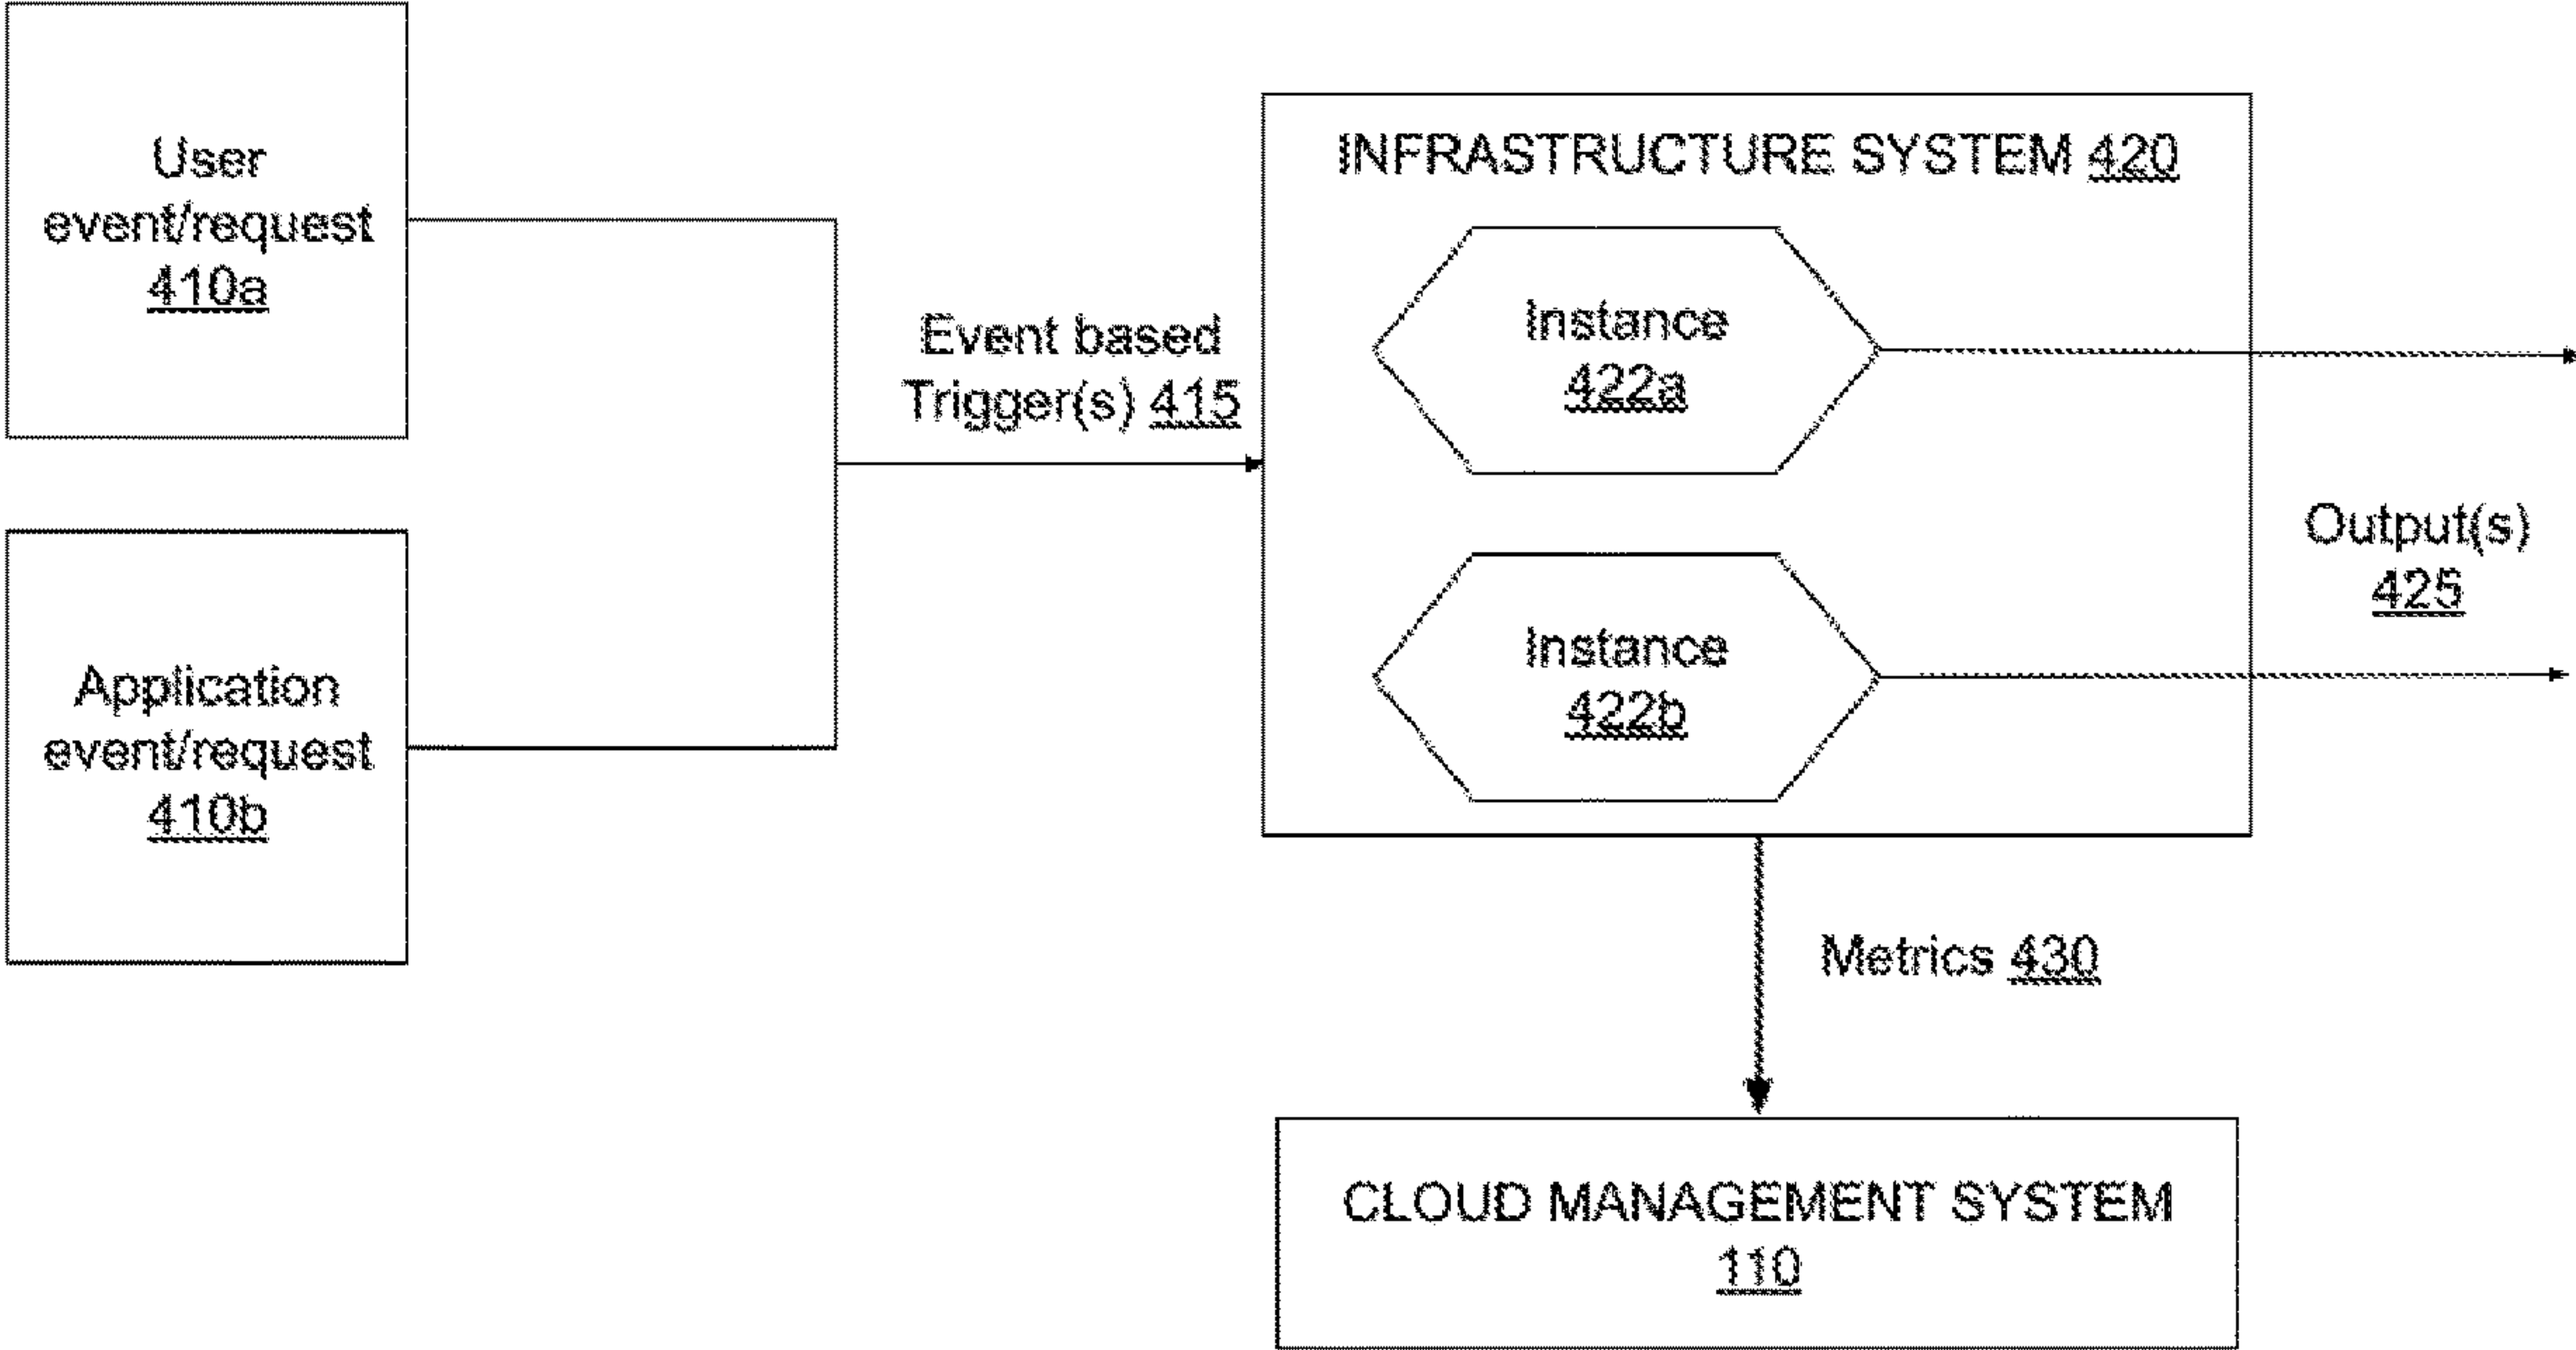 User
event/request
410a
Application
event/request
410b
Event based
Trigger(s) 415
INFRASTRUCTURE SYSTEM 420
Instance
422a
Instance
422b
Output(s)
425
Metrics 430
CLOUD MANAGEMENT SYSTEM
110